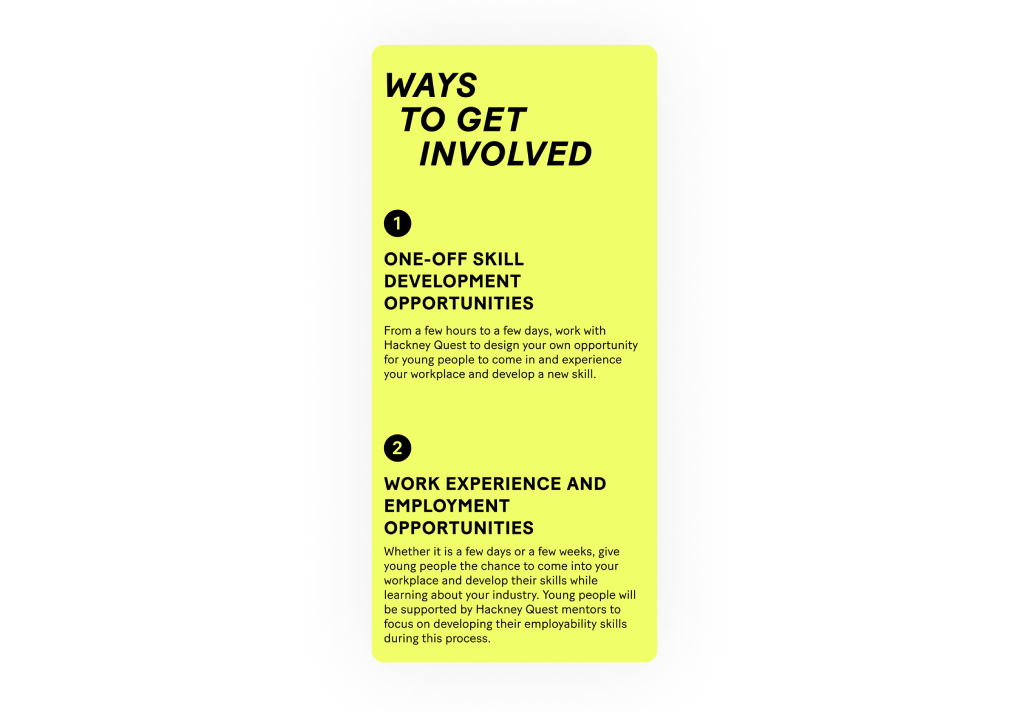 WAYS
TO GET
INVOLVED
1
ONE-OFF SKILL
DEVELOPMENT
OPPORTUNITIES
From a few hours to a few days, work with
Hackney Quest to design your own opportunity
for young people to come in and experience
your workplace and develop a new skill.
2
WORK EXPERIENCE AND
EMPLOYMENT
OPPORTUNITIES
Whether it is a few days or a few weeks, give
young people the chance to come into your
workplace and develop their skills while
learning about your industry. Young people will
be supported by Hackney Quest mentors to
focus on developing their employability skills
during this process.